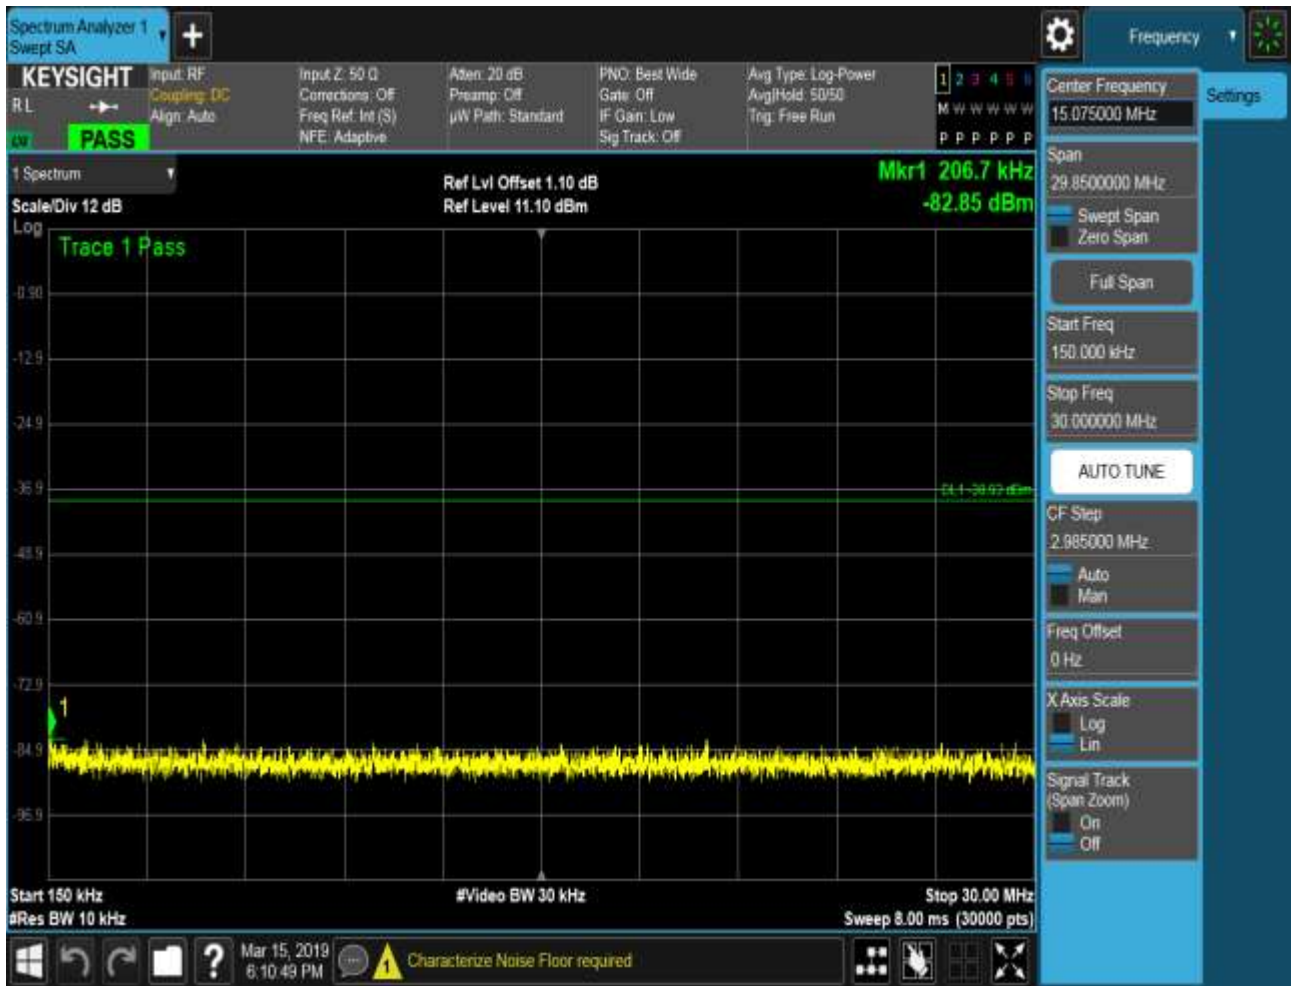 Spectrum Analyzer 1
Swept SA
Frequency
KEYSIGHT
R L
PASS
Input: RF
Coupling: DC
Align: Auto
Input Z: 50 Ω
Corrections: Off
Freq Ref: Int (S)
NFE: Adaptive
Atten: 20 dB
Preamp: Off
µW Path: Standard
PNO: Best Wide
Gate: Off
IF Gain: Low
Sig Track: Off
Avg Type: Log-Power
Avg|Hold: 50/50
Trig: Free Run
1 2 3 4 5 6
M W W W W W
P P P P P P
1 Spectrum
Scale/Div 12 dB
Ref Lvl Offset 1.10 dB
Ref Level 11.10 dBm
Mkr1 206.7 kHz
-82.85 dBm
Log
Trace 1 Pass
-0.90
-12.9
-24.9
-36.9
DL1 -38.93 dBm
-48.9
-60.9
-72.9
1
-84.9
-96.9
Start 150 kHz
#Video BW 30 kHz
Stop 30.00 MHz
#Res BW 10 kHz
Sweep 8.00 ms (30000 pts)
Center Frequency
15.075000 MHz
Settings
Span
29.8500000 MHz
Swept Span
Zero Span
Full Span
Start Freq
150.000 kHz
Stop Freq
30.000000 MHz
AUTO TUNE
CF Step
2.985000 MHz
Auto
Man
Freq Offset
0 Hz
X Axis Scale
Log
Lin
Signal Track
(Span Zoom)
On
Off
?
Mar 15, 2019
6:10:49 PM
1
Characterize Noise Floor required